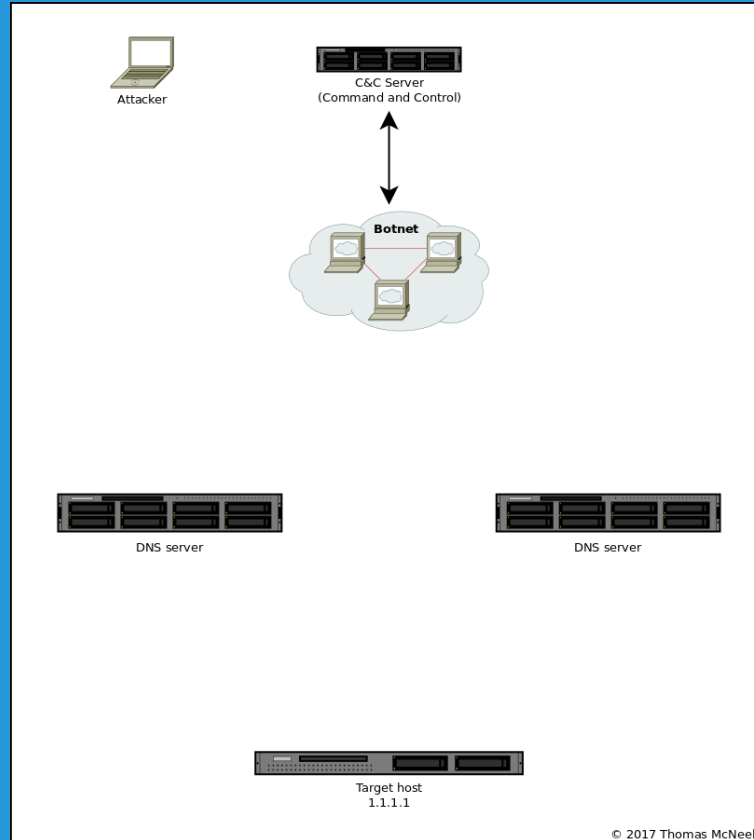 Attacker
C&C Server
(Command and Control)
Botnet
DNS server
DNS server
Target host
1.1.1.1
© 2017 Thomas McNeel